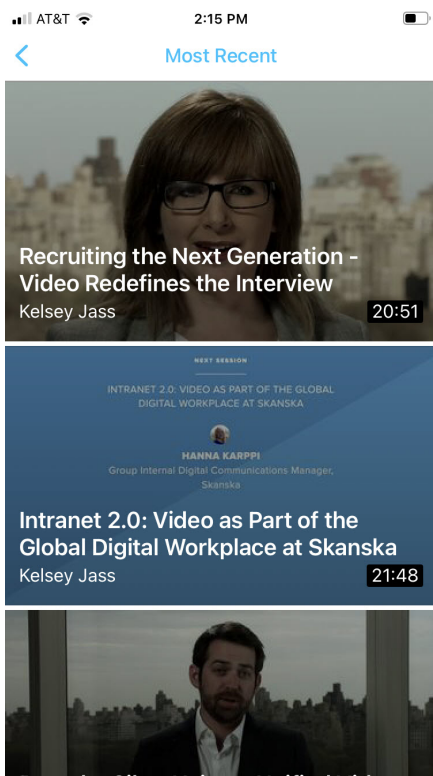 AT&T
2:15 PM
Most Recent
Recruiting the Next Generation -
Video Redefines the Interview
Kelsey Jass
20:51
NEXT SESSION
INTRANET 2.0: VIDEO AS PART OF THE GLOBAL
DIGITAL WORKPLACE AT SKANSKA
HANNA KARPPI
Group Internal Digital Communications Manager,
Skanska
Intranet 2.0: Video as Part of the
Global Digital Workplace at Skanska
Kelsey Jass
21:48